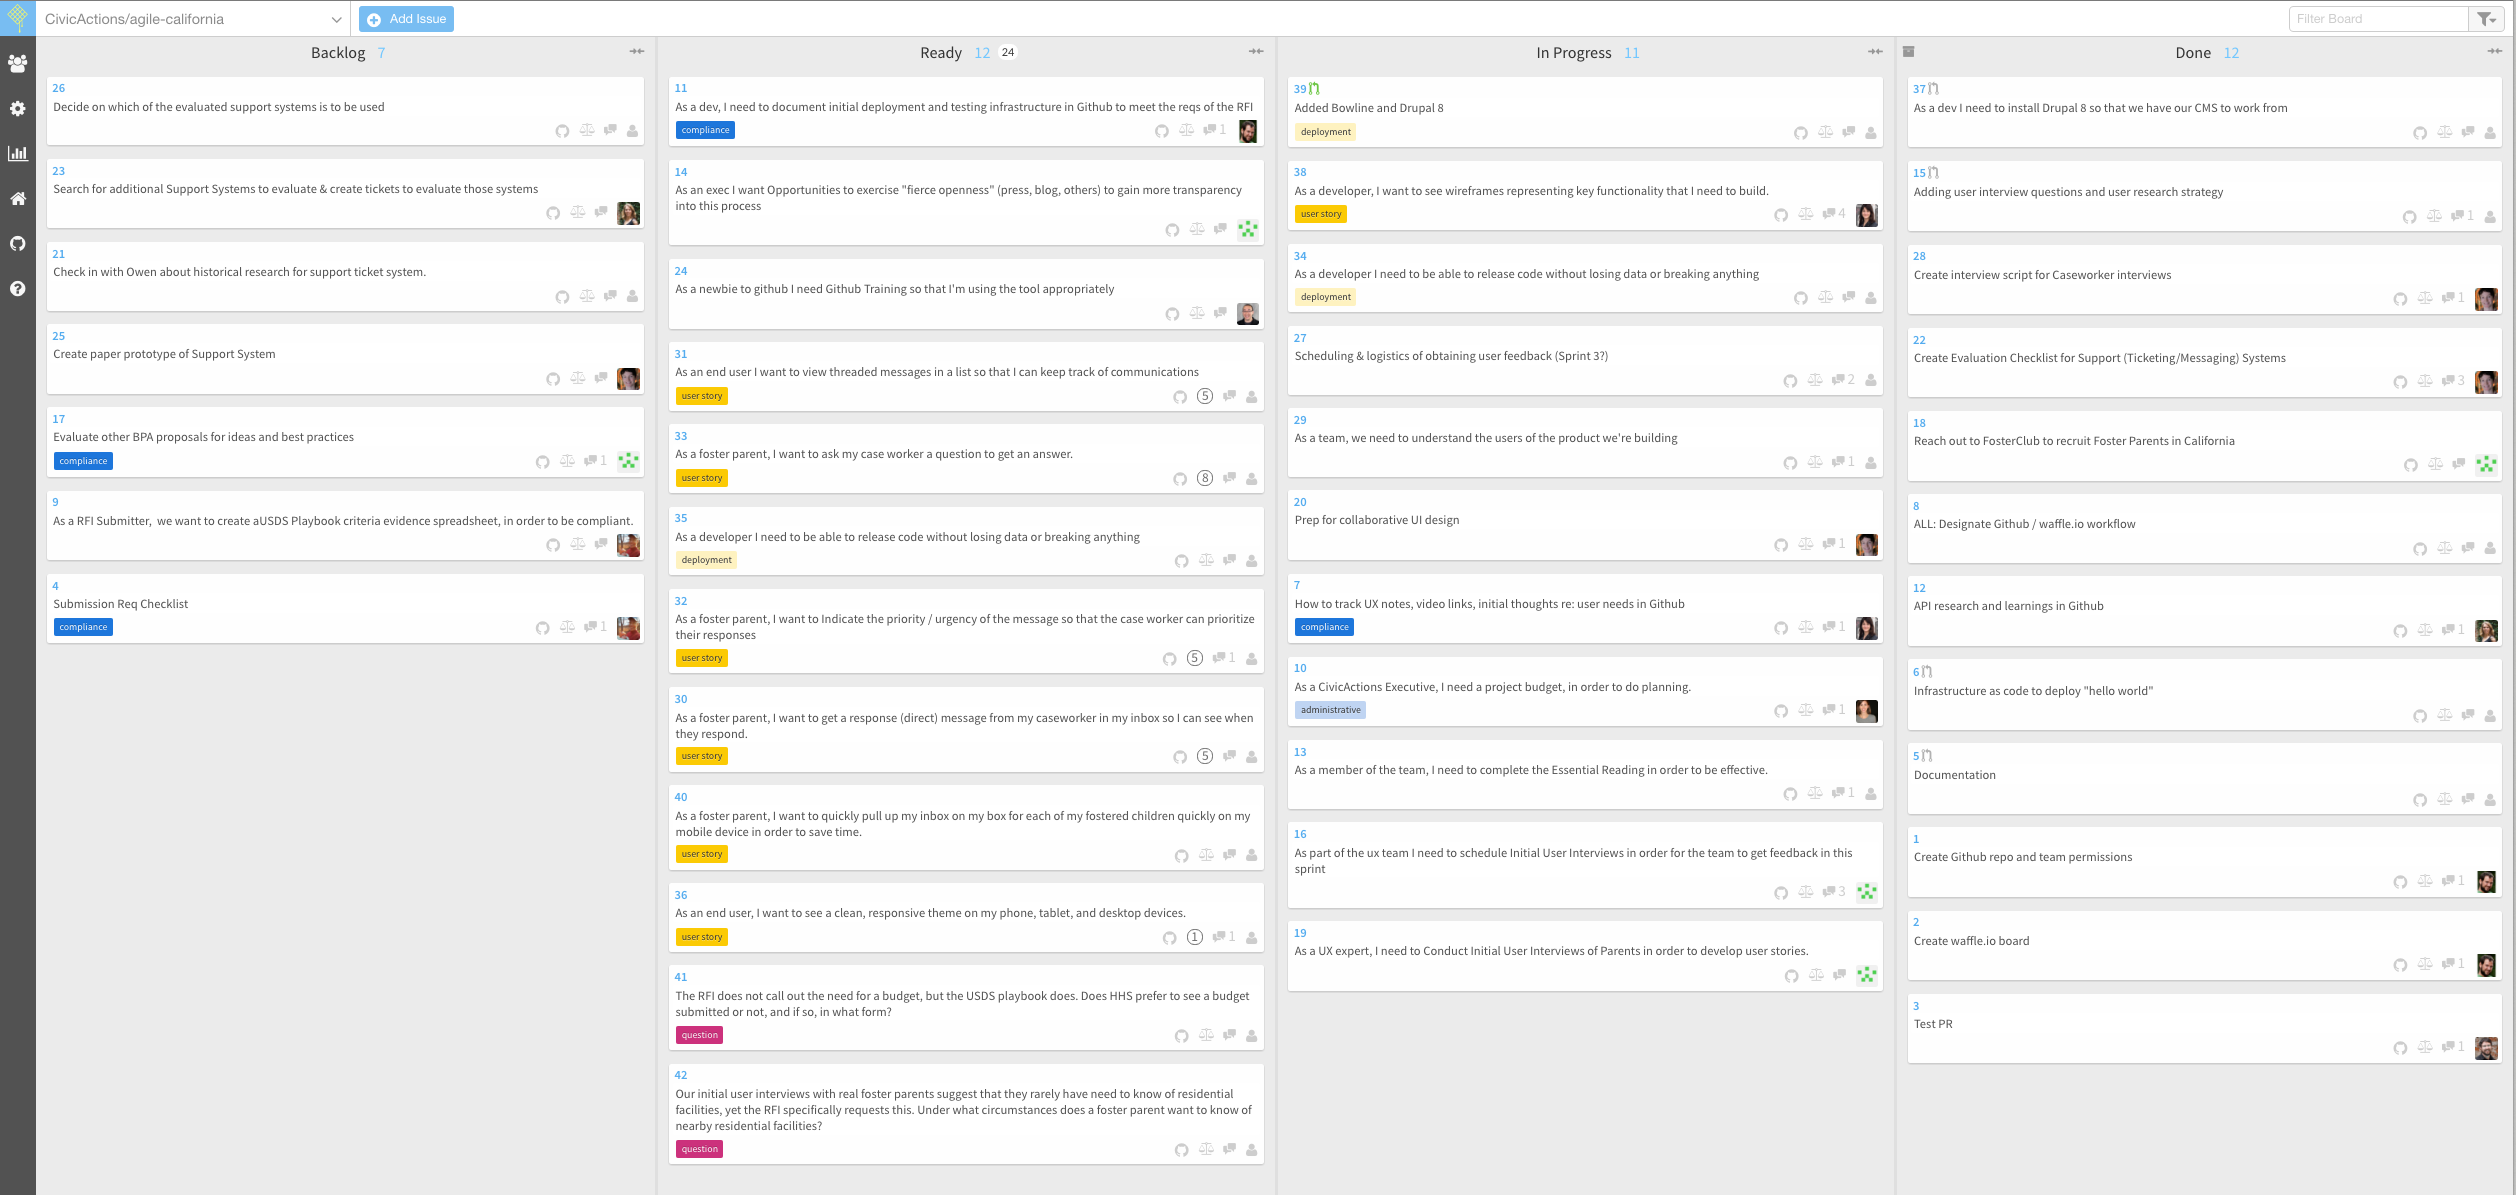 CivicActions/agile-california
Add Issue
Filter Board
Backlog 7
26
Decide on which of the evaluated support systems is to be used
23
Search for additional Support Systems to evaluate & create tickets to evaluate those systems
21
Check in with Owen about historical research for support ticket system.
25
Create paper prototype of Support System
17
Evaluate other BPA proposals for ideas and best practices
compliance 1
9
As a RFI Submitter, we want to create aUSDS Playbook criteria evidence spreadsheet, in order to be compliant.
4
Submission Req Checklist
compliance 1
Ready 12 24
11
As a dev, I need to document initial deployment and testing infrastructure in Github to meet the reqs of the RFI
compliance 1
14
As an exec I want Opportunities to exercise "fierce openness" (press, blog, others) to gain more transparency
into this process
24
As a newbie to github I need Github Training so that I'm using the tool appropriately
31
As an end user I want to view threaded messages in a list so that I can keep track of communications
user story 5
33
As a foster parent, I want to ask my case worker a question to get an answer.
user story 8
35
As a developer I need to be able to release code without losing data or breaking anything
deployment
32
As a foster parent, I want to Indicate the priority / urgency of the message so that the case worker can prioritize
their responses
user story 5 1
30
As a foster parent, I want to get a response (direct) message from my caseworker in my inbox so I can see when
they respond.
user story 5
40
As a foster parent, I want to quickly pull up my inbox on my box for each of my fostered children quickly on my
mobile device in order to save time.
user story
36
As an end user, I want to see a clean, responsive theme on my phone, tablet, and desktop devices.
user story 1 1
41
The RFI does not call out the need for a budget, but the USDS playbook does. Does HHS prefer to see a budget
submitted or not, and if so, in what form?
question
42
Our initial user interviews with real foster parents suggest that they rarely have need to know of residential
facilities, yet the RFI specifically requests this. Under what circumstances does a foster parent want to know of
nearby residential facilities?
question
In Progress 11
39
Added Bowline and Drupal 8
deployment
38
As a developer, I want to see wireframes representing key functionality that I need to build.
user story 4
34
As a developer I need to be able to release code without losing data or breaking anything
deployment
27
Scheduling & logistics of obtaining user feedback (Sprint 3?)
2
29
As a team, we need to understand the users of the product we're building
1
20
Prep for collaborative UI design
1
7
How to track UX notes, video links, initial thoughts re: user needs in Github
compliance 1
10
As a CivicActions Executive, I need a project budget, in order to do planning.
administrative 1
13
As a member of the team, I need to complete the Essential Reading in order to be effective.
1
16
As part of the ux team I need to schedule Initial User Interviews in order for the team to get feedback in this
sprint
3
19
As a UX expert, I need to Conduct Initial User Interviews of Parents in order to develop user stories.
Done 12
37
As a dev I need to install Drupal 8 so that we have our CMS to work from
15
Adding user interview questions and user research strategy
1
28
Create interview script for Caseworker interviews
1
22
Create Evaluation Checklist for Support (Ticketing/Messaging) Systems
3
18
Reach out to FosterClub to recruit Foster Parents in California
8
ALL: Designate Github / waffle.io workflow
12
API research and learnings in Github
1
6
Infrastructure as code to deploy "hello world"
5
Documentation
1
Create Github repo and team permissions
1
2
Create waffle.io board
1
3
Test PR
1